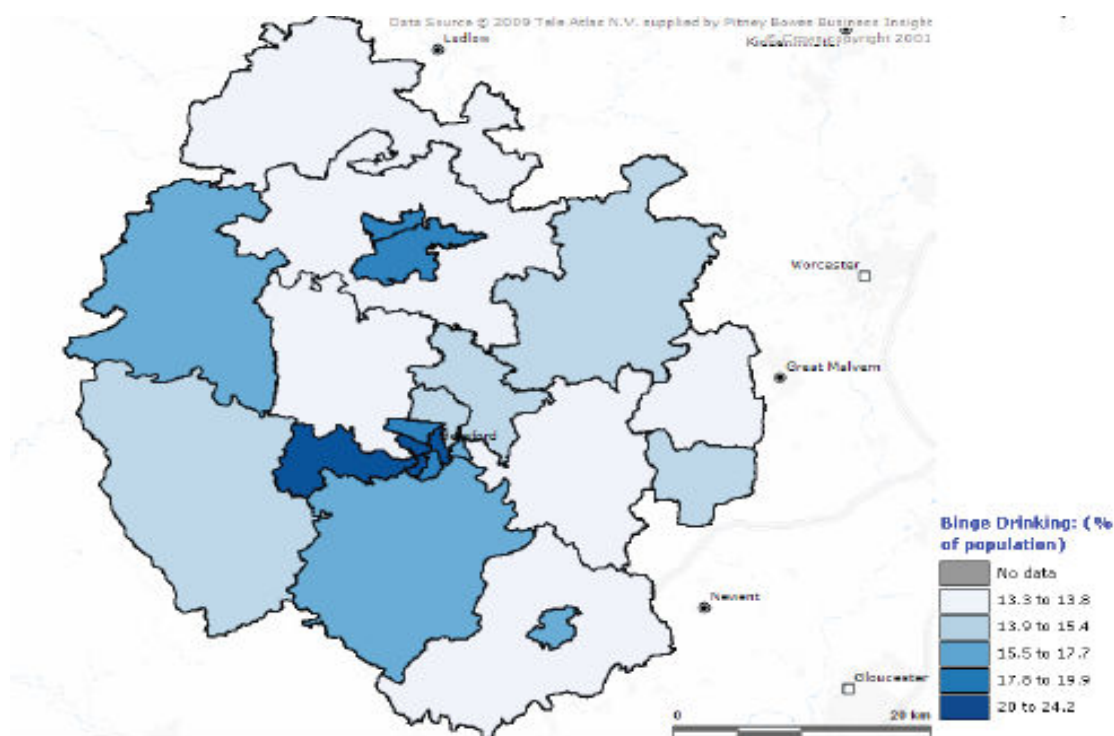 Data Source © 2009 Tele Atlas N.V. supplied by Pitney Bowes Business Insight
© Crown copyright 2001
Ludlow
Worcester
Great Malvern
Newent
Gloucester
0 20 km
Binge Drinking: (%
of population)
No data
13.3 to 13.8
13.9 to 15.4
15.5 to 17.7
17.8 to 19.9
20 to 24.2